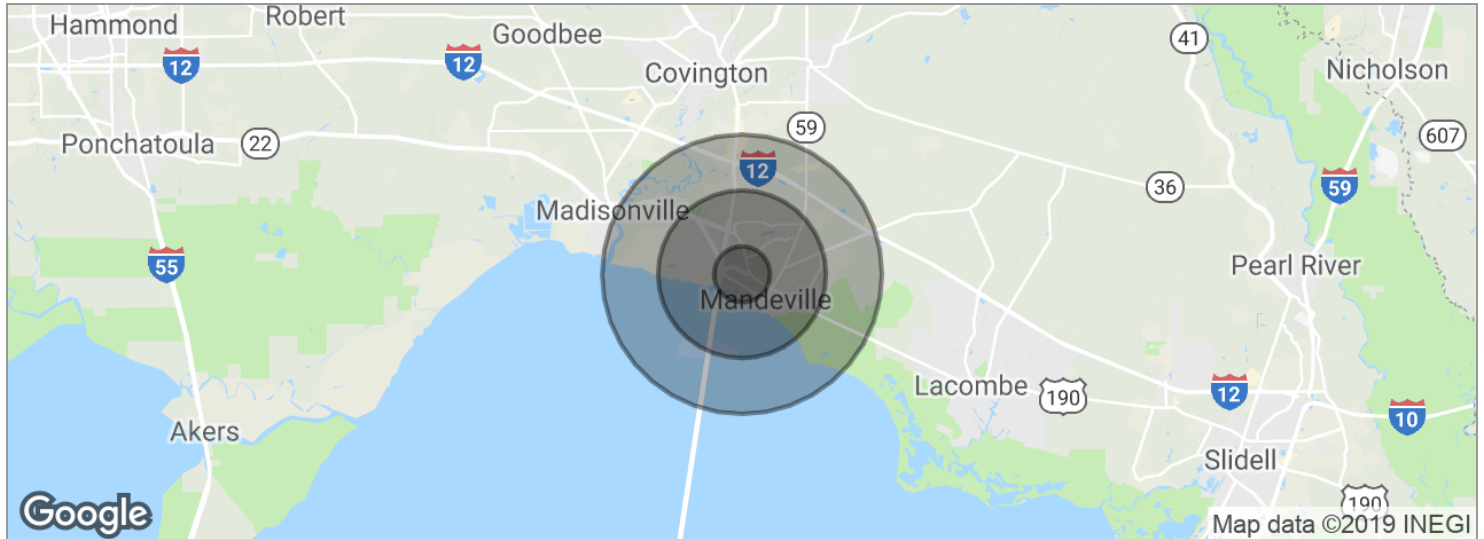 Robert
Hammond
41
Goodbee
12
12
Nicholson
Covington
59
607
Ponchatoula
22
12
36
59
Madisonville
55
Pearl River
Mandeville
Lacombe
190
12
10
Akers
Slidell
190
Google
Map data ©2019 INEGI